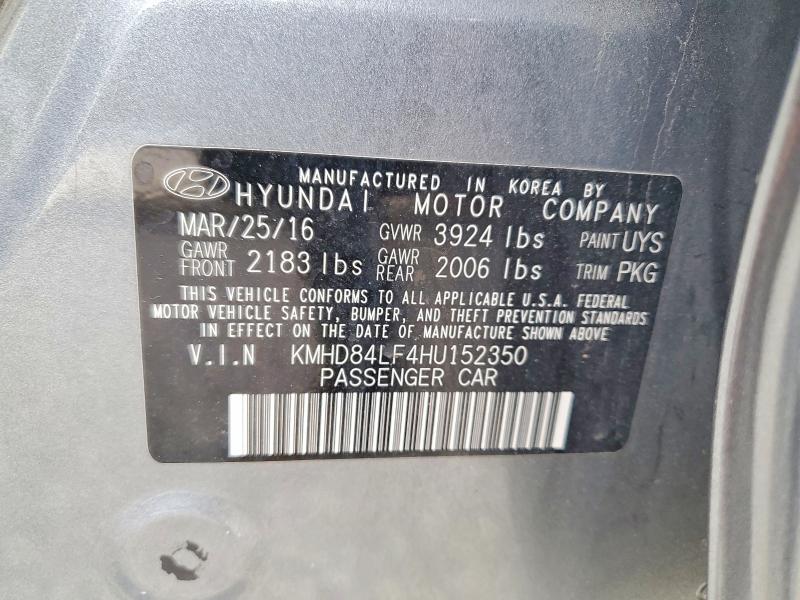 MANUFACTURED IN KOREA BY
HYUNDAI MOTOR COMPANY
MAR/25/16 GVWR 3924 lbs PAINT UYS
GAWR FRONT 2183 lbs GAWR REAR 2006 lbs TRIM PKG
THIS VEHICLE CONFORMS TO ALL APPLICABLE U.S.A. FEDERAL
MOTOR VEHICLE SAFETY, BUMPER, AND THEFT PREVENTION STANDARDS
IN EFFECT ON THE DATE OF MANUFACTURE SHOWN ABOVE
V.I.N KMHD84LF4HU152350
PASSENGER CAR